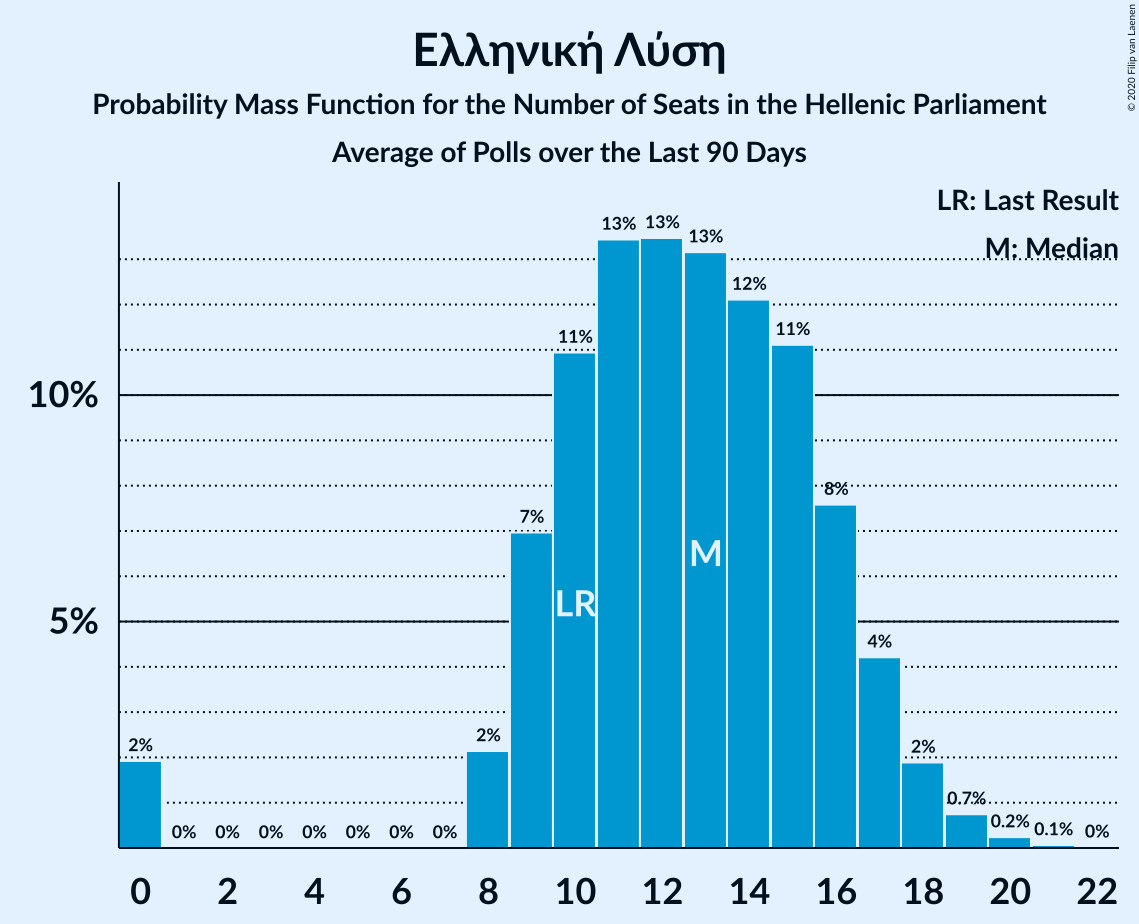 Ελληνική Λύση
Probability Mass Function for the Number of Seats in the Hellenic Parliament
Average of Polls over the Last 90 Days
© 2020 Filip van Laenen
LR: Last Result
M: Median
10%
5%
2%
0%
0%
0%
0%
0%
0%
0%
2%
7%
11%
13%
13%
13%
12%
11%
8%
4%
2%
0.7%
0.2%
0.1%
0%
LR
M
0 2 4 6 8 10 12 14 16 18 20 22